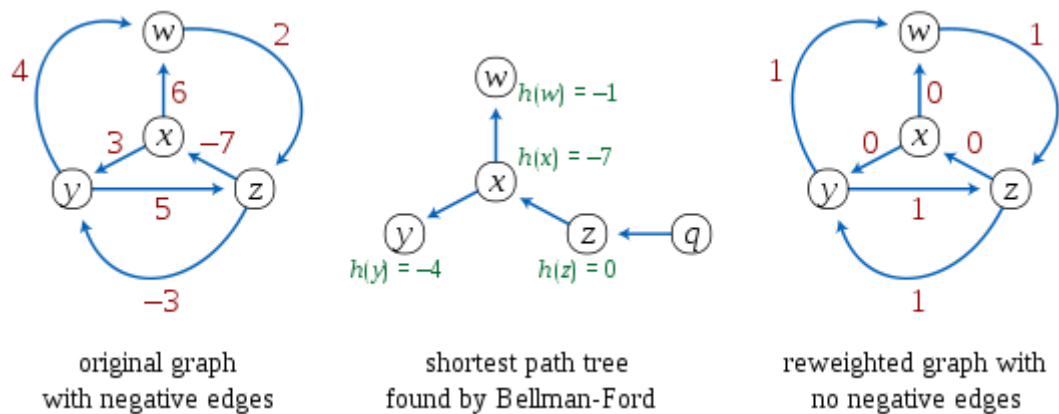 w
2
4
6
x
3
−7
y
z
5
−3
original graph
with negative edges
w
h(w) = −1
h(x) = −7
x
y
z
q
h(y) = −4
h(z) = 0
shortest path tree
found by Bellman-Ford
w
1
1
0
x
0
0
y
z
1
1
reweighted graph with
no negative edges